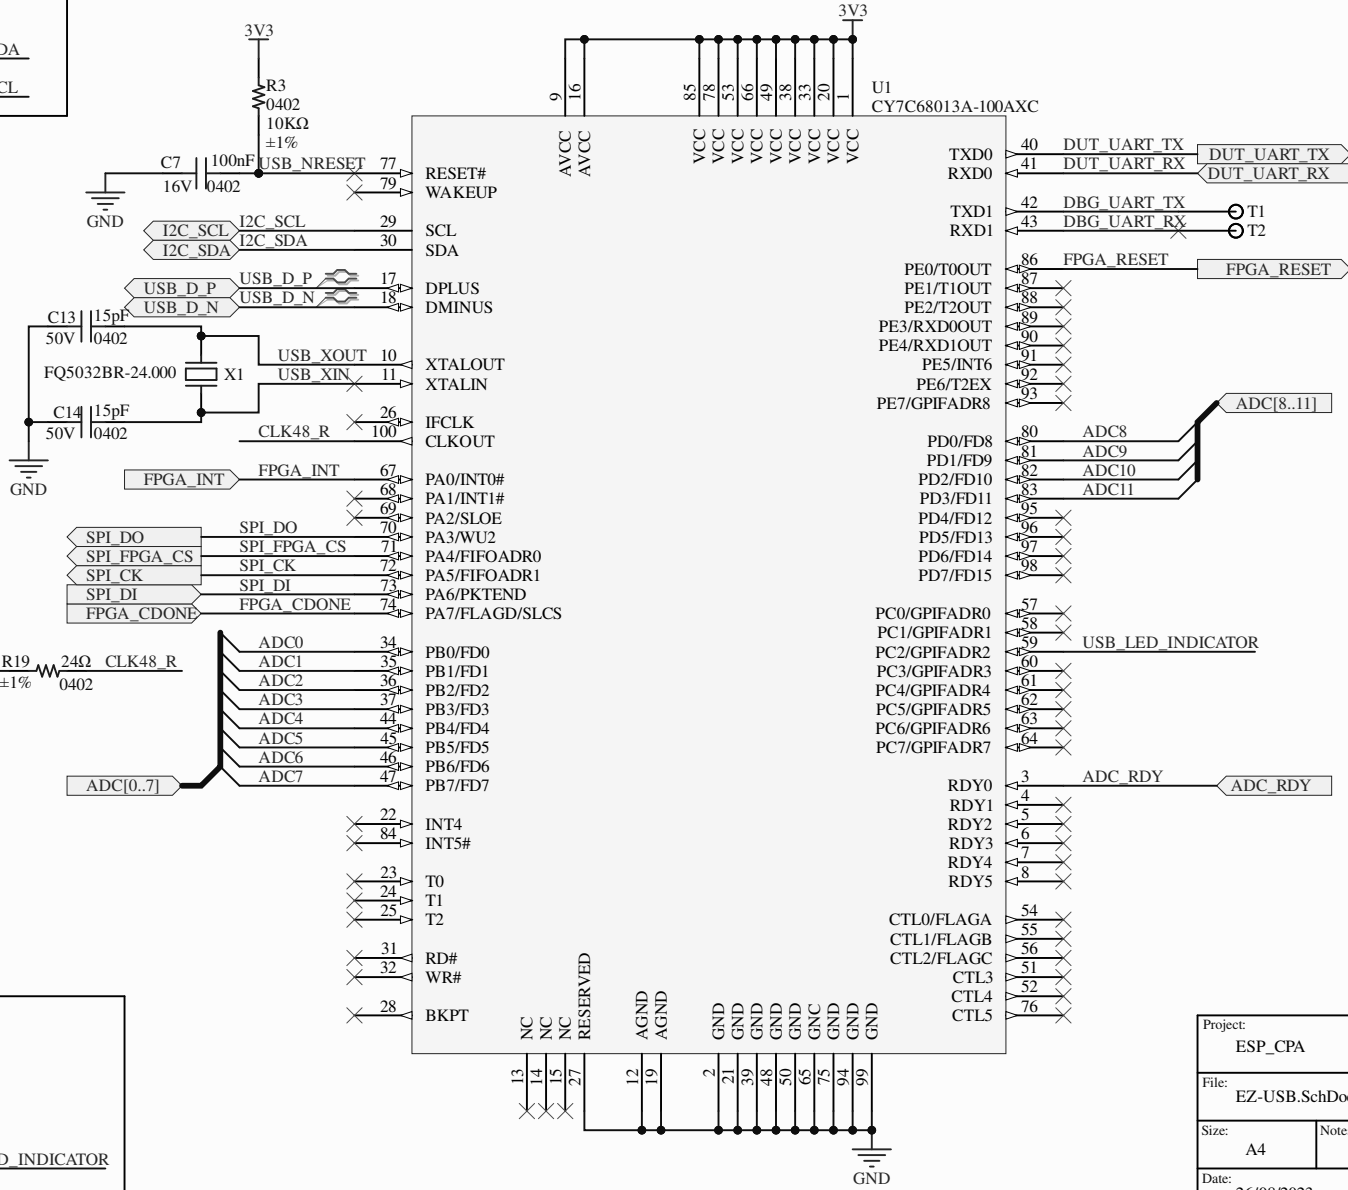 DA
CL
3V3
R3
0402
10KΩ
±1%
C7
100nF
16V
0402
GND
USB_NRESET
77
RESET#
79
WAKEUP
I2C_SCL
I2C_SCL
29
SCL
I2C_SDA
I2C_SDA
30
SDA
USB_D_P
USB_D_P
17
DPLUS
USB_D_N
USB_D_N
18
DMINUS
C13
15pF
50V
0402
FQ5032BR-24.000
X1
C14
15pF
50V
0402
GND
USB_XOUT
10
XTALOUT
USB_XIN
11
XTALIN
26
IFCLK
CLK48_R
100
CLKOUT
FPGA_INT
FPGA_INT
67
PA0/INT0#
68
PA1/INT1#
69
PA2/SLOE
SPI_DO
SPI_DO
70
PA3/WU2
SPI_FPGA_CS
SPI_FPGA_CS
71
PA4/FIFOADR0
SPI_CK
SPI_CK
72
PA5/FIFOADR1
SPI_DI
SPI_DI
73
PA6/PKTEND
FPGA_CDONE
FPGA_CDONE
74
PA7/FLAGD/SLCS
R19
24Ω
CLK48_R
±1%
0402
ADC0
34
PB0/FD0
ADC1
35
PB1/FD1
ADC2
36
PB2/FD2
ADC3
37
PB3/FD3
ADC4
44
PB4/FD4
ADC5
45
PB5/FD5
ADC6
46
PB6/FD6
ADC7
47
PB7/FD7
ADC[0..7]
22
INT4
84
INT5#
23
T0
24
T1
25
T2
31
RD#
32
WR#
28
BKPT
3V3
9
16
85
78
53
66
49
38
33
20
1
AVCC
AVCC
VCC
VCC
VCC
VCC
VCC
VCC
VCC
VCC
VCC
U1
CY7C68013A-100AXC
TXD0
40
DUT_UART_TX
DUT_UART_TX
RXD0
41
DUT_UART_RX
DUT_UART_RX
TXD1
42
DBG_UART_TX
T1
RXD1
43
DBG_UART_RX
T2
PE0/T0OUT
86
FPGA_RESET
FPGA_RESET
PE1/T1OUT
87
PE2/T2OUT
88
PE3/RXD0OUT
89
PE4/RXD1OUT
90
PE5/INT6
91
PE6/T2EX
92
PE7/GPIFADR8
93
ADC[8..11]
PD0/FD8
80
ADC8
PD1/FD9
81
ADC9
PD2/FD10
82
ADC10
PD3/FD11
83
ADC11
PD4/FD12
95
PD5/FD13
96
PD6/FD14
97
PD7/FD15
98
PC0/GPIFADR0
57
PC1/GPIFADR1
58
PC2/GPIFADR2
59
USB_LED_INDICATOR
PC3/GPIFADR3
60
PC4/GPIFADR4
61
PC5/GPIFADR5
62
PC6/GPIFADR6
63
PC7/GPIFADR7
64
RDY0
3
ADC_RDY
ADC_RDY
RDY1
4
RDY2
5
RDY3
6
RDY4
7
RDY5
8
CTL0/FLAGA
54
CTL1/FLAGB
55
CTL2/FLAGC
56
CTL3
51
CTL4
52
CTL5
76
NC
NC
NC
RESERVED
AGND
AGND
GND
GND
GND
GND
GND
GNC
GND
GND
GND
13
14
15
27
12
19
2
21
39
48
50
65
75
94
99
GND
D_INDICATOR
Project:
ESP_CPA
File:
EZ-USB.SchDo
Size:
A4
Note
Date: